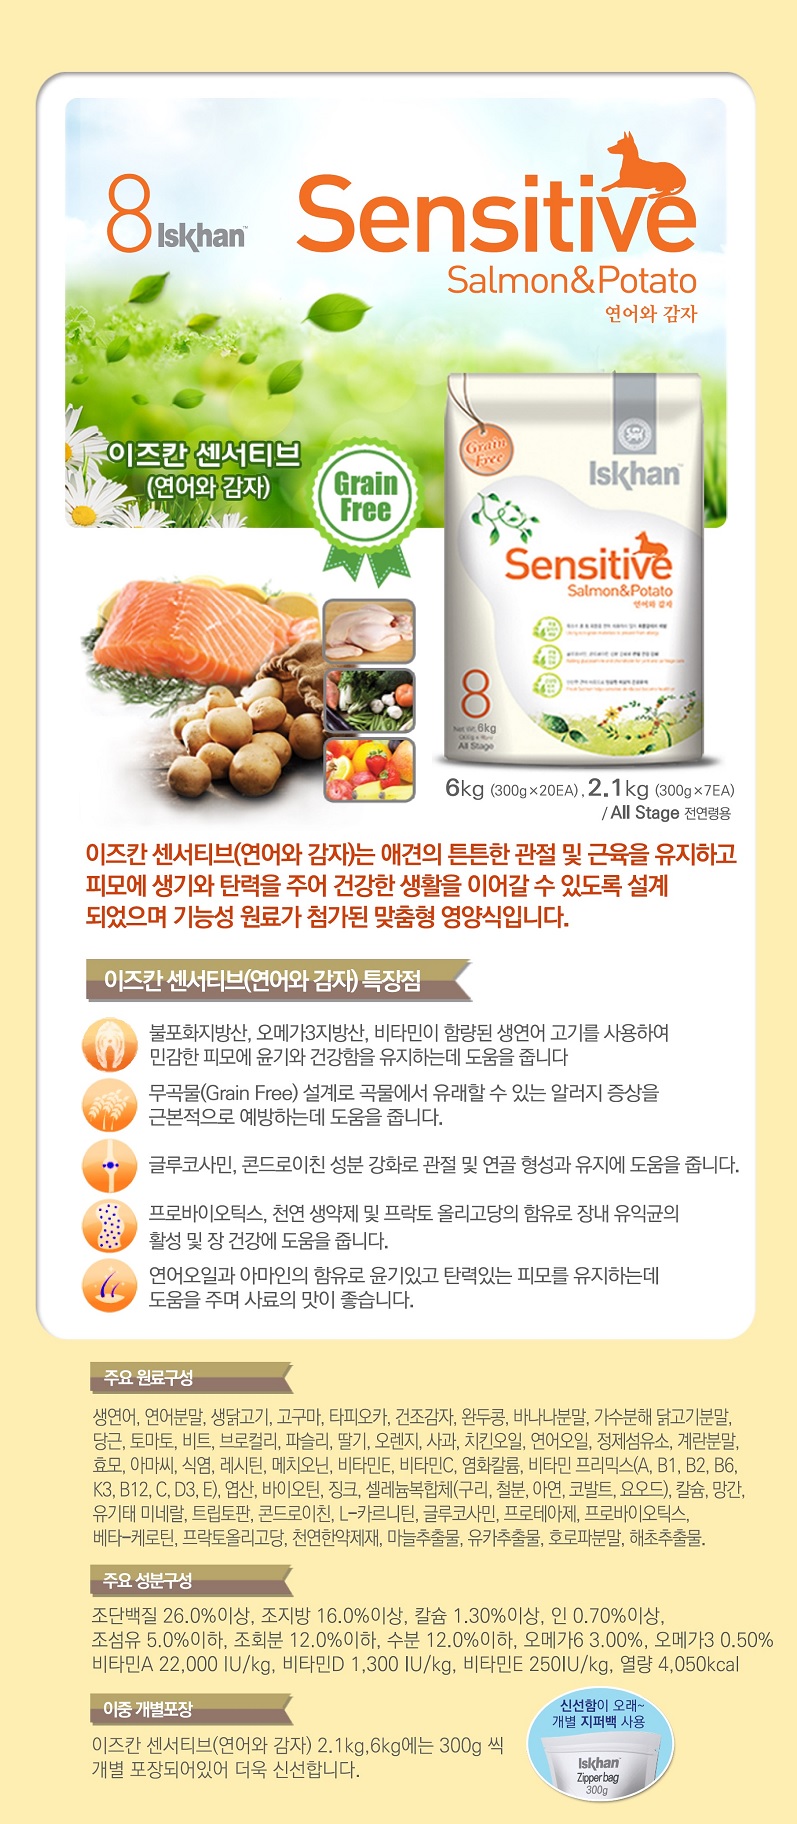 8 Iskhan™
Sensitive
Salmon&Potato
연어와 감자
이즈칸 센서티브
(연어와 감자)
Grain
Free
Grain
Free
Iskhan
Sensitive
Salmon&Potato
연어와 감자
8
Net Wt. 6kg
All Stage
6kg (300g×20EA), 2.1kg (300g×7EA)
/ All Stage 전연령용
이즈칸 센서티브(연어와 감자)는 애견의 튼튼한 관절 및 근육을 유지하고
피모에 생기와 탄력을 주어 건강한 생활을 이어갈 수 있도록 설계
되었으며 기능성 원료가 첨가된 맞춤형 영양식입니다.
이즈칸 센서티브(연어와 감자) 특장점
불포화지방산, 오메가3지방산, 비타민이 함량된 생연어 고기를 사용하여
민감한 피모에 윤기와 건강함을 유지하는데 도움을 줍니다
무곡물(Grain Free) 설계로 곡물에서 유래할 수 있는 알러지 증상을
근본적으로 예방하는데 도움을 줍니다.
글루코사민, 콘드로이친 성분 강화로 관절 및 연골 형성과 유지에 도움을 줍니다.
프로바이오틱스, 천연 생약제 및 프락토 올리고당의 함유로 장내 유익균의
활성 및 장 건강에 도움을 줍니다.
연어오일과 아마인의 함유로 윤기있고 탄력있는 피모를 유지하는데
도움을 주며 사료의 맛이 좋습니다.
주요 원료구성
생연어, 연어분말, 생닭고기, 고구마, 타피오카, 건조감자, 완두콩, 바나나분말, 가수분해 닭고기분말,
당근, 토마토, 비트, 브로컬리, 파슬리, 딸기, 오렌지, 사과, 치킨오일, 연어오일, 정제섬유소, 계란분말,
효모, 아마씨, 식염, 레시틴, 메치오닌, 비타민E, 비타민C, 염화칼륨, 비타민 프리믹스(A, B1, B2, B6,
K3, B12, C, D3, E), 엽산, 바이오틴, 징크, 셀레늄복합체(구리, 철분, 아연, 코발트, 요오드), 칼슘, 망간,
유기태 미네랄, 트립토판, 콘드로이친, L-카르니틴, 글루코사민, 프로테아제, 프로바이오틱스,
베타-케로틴, 프락토올리고당, 천연한약제재, 마늘추출물, 유카추출물, 호로파분말, 해초추출물.
주요 성분구성
조단백질 26.0%이상, 조지방 16.0%이상, 칼슘 1.30%이상, 인 0.70%이상,
조섬유 5.0%이하, 조회분 12.0%이하, 수분 12.0%이하, 오메가6 3.00%, 오메가3 0.50%
비타민A 22,000 IU/kg, 비타민D 1,300 IU/kg, 비타민E 250IU/kg, 열량 4,050kcal
이중 개별포장
이즈칸 센서티브(연어와 감자) 2.1kg,6kg에는 300g 씩
개별 포장되어있어 더욱 신선합니다.
신선함이 오래~
개별 지퍼백 사용
Iskhan
Zipper bag
300g